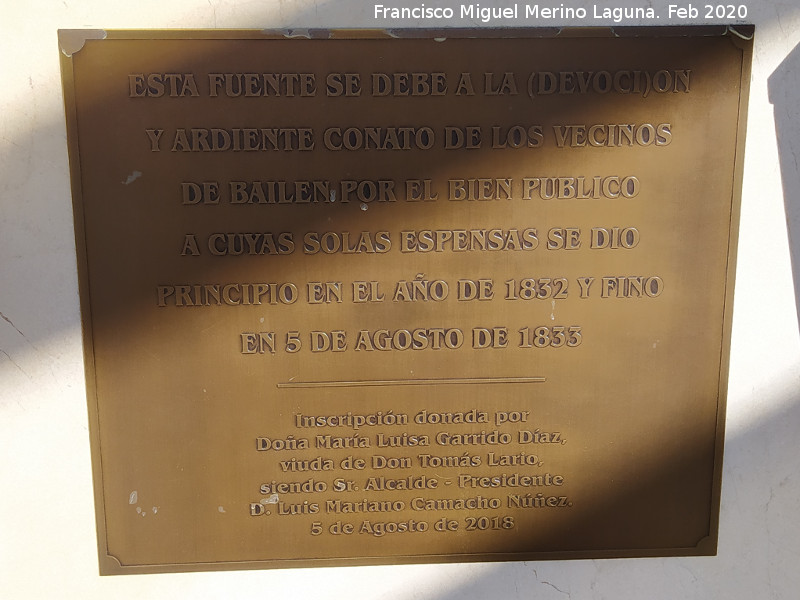 Francisco Miguel Merino Laguna. Feb 2020
ESTA FUENTE SE DEBE A LA (DEVOCI)ON
Y ARDIENTE CONATO DE LOS VECINOS
DE BAILEN POR EL BIEN PUBLICO
A CUYAS SOLAS ESPENSAS SE DIO
PRINCIPIO EN EL AÑO DE 1832 Y FINO
EN 5 DE AGOSTO DE 1833
Inscripción donada por
Doña María Luisa Garrido Díaz,
viuda de Don Tomás Lario,
siendo Sr. Alcalde - Presidente
D. Luis Mariano Camacho Núñez.
5 de Agosto de 2018